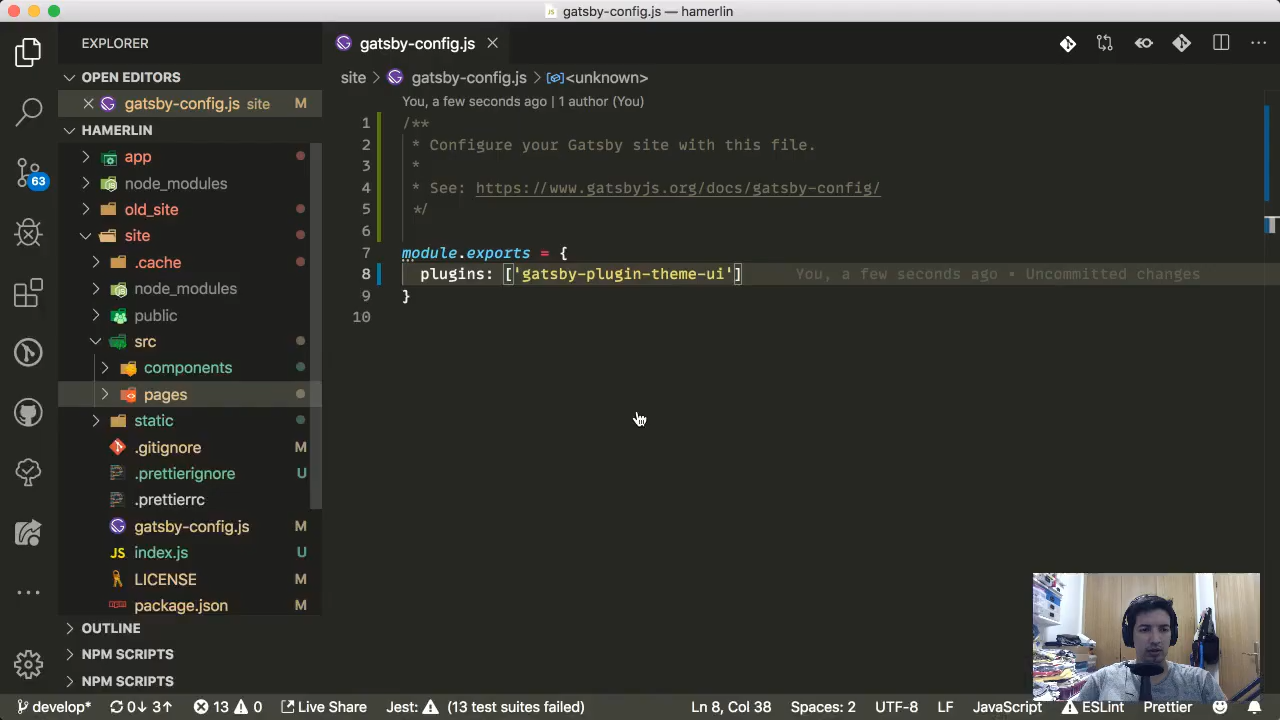 gatsby-config.js — hamerlin
EXPLORER
OPEN EDITORS
gatsby-config.js site M
HAMERLIN
app
node_modules
old_site
site
.cache
node_modules
public
src
components
pages
static
.gitignore M
.prettierignore U
.prettierrc
gatsby-config.js M
JS index.js U
LICENSE M
package.json M
OUTLINE
NPM SCRIPTS
NPM SCRIPTS
63
gatsby-config.js
site > gatsby-config.js > <unknown>
You, a few seconds ago | 1 author (You)
1 /**
2 * Configure your Gatsby site with this file.
3 *
4 * See: https://www.gatsbyjs.org/docs/gatsby-config/
5 */
6
7 module.exports = {
8 plugins: ['gatsby-plugin-theme-ui'] You, a few seconds ago • Uncommitted changes
9 }
10
develop* 0↓ 3↑ 13 0 Live Share Jest: (13 test suites failed) Ln 8, Col 38 Spaces: 2 UTF-8 LF JavaScript ESLint Prettier